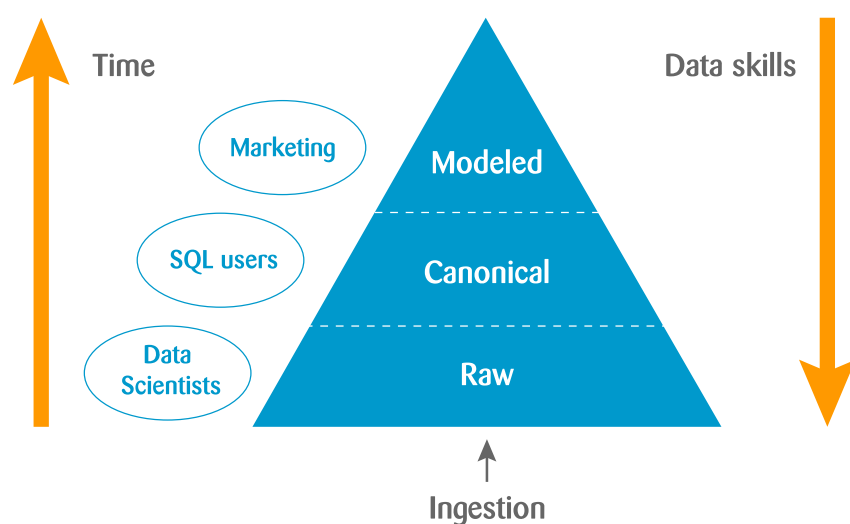 Time
Data skills
Marketing
Modeled
SQL users
Canonical
Data
Scientists
Raw
Ingestion